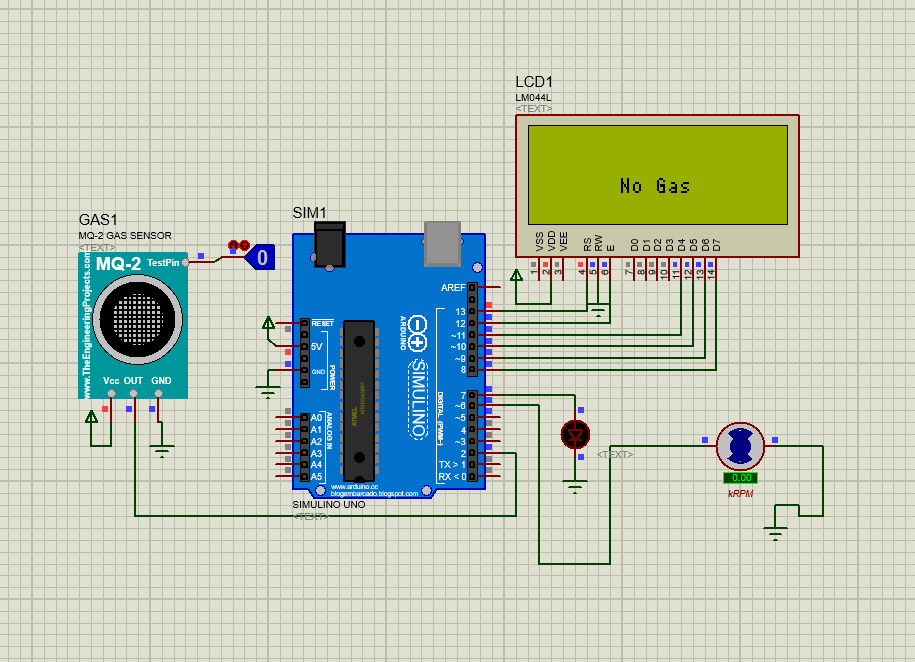 LCD1
LM044L
<TEXT>
No Gas
VSS
VDD
VEE
RS
RW
E
D0
D1
D2
D3
D4
D5
D6
D7
1
2
3
4
5
6
7
8
9
10
11
12
13
14
GAS1
MQ-2 GAS SENSOR
<TEXT>
MQ-2 TestPin
0
www.TheEngineeringProjects.com
Vcc OUT GND
SIM1
AREF
13
12
~11
~10
~9
8
RESET
5V
GND
POWER
ARDUINO
SIMULINO
ATMEL
DIGITAL (PWM~)
7
~6
~5
4
~3
2
TX > 1
RX < 0
ANALOG IN
A0
A1
A2
A3
A4
A5
www.arduino.cc
blogembarcado.blogspot.com
SIMULINO UNO
<TEXT>
<TEXT>
0.00
kRPM